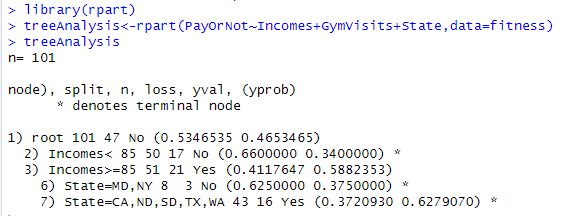 > library(rpart)
> treeAnalysis<-rpart(PayOrNot~Incomes+GymVisits+State,data=fitness)
> treeAnalysis
n= 101
node), split, n, loss, yval, (yprob)
* denotes terminal node
1) root 101 47 No (0.5346535 0.4653465)
2) Incomes< 85 50 17 No (0.6600000 0.3400000) *
3) Incomes>=85 51 21 Yes (0.4117647 0.5882353)
6) State=MD,NY 8  3 No (0.6250000 0.3750000) *
7) State=CA,ND,SD,TX,WA 43 16 Yes (0.3720930 0.6279070) *